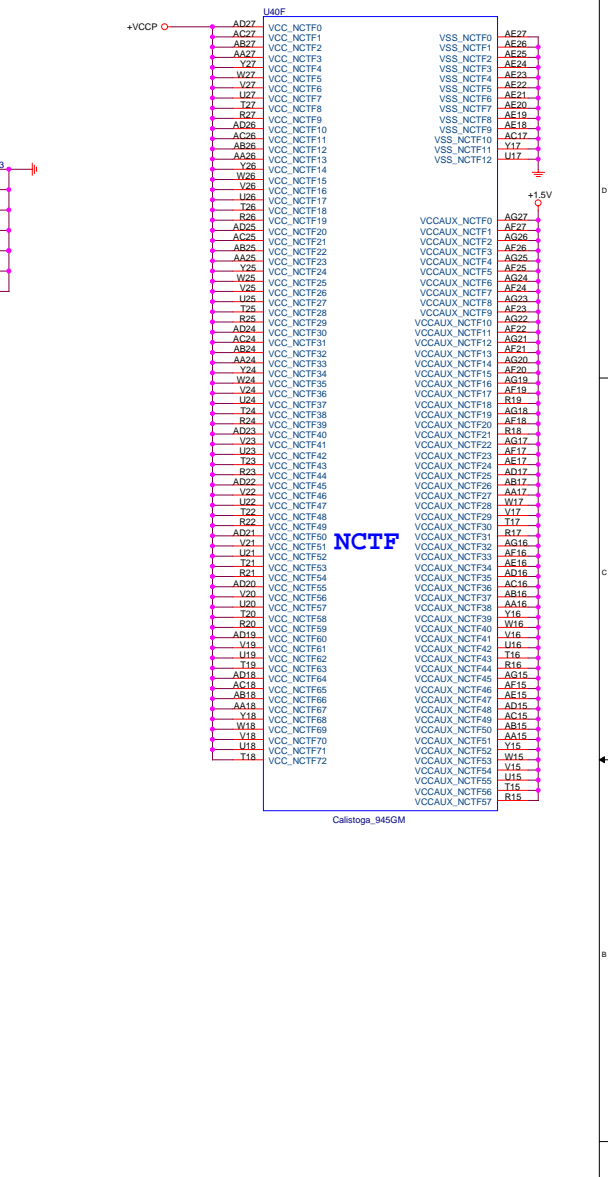 U40F
+VCCP
AD27 VCC_NCTF0
AC27 VCC_NCTF1
AB27 VCC_NCTF2
AA27 VCC_NCTF3
Y27 VCC_NCTF4
W27 VCC_NCTF5
V27 VCC_NCTF6
U27 VCC_NCTF7
T27 VCC_NCTF8
R27 VCC_NCTF9
AD26 VCC_NCTF10
AC26 VCC_NCTF11
AB26 VCC_NCTF12
AA26 VCC_NCTF13
Y26 VCC_NCTF14
W26 VCC_NCTF15
V26 VCC_NCTF16
U26 VCC_NCTF17
T26 VCC_NCTF18
R26 VCC_NCTF19
AD25 VCC_NCTF20
AC25 VCC_NCTF21
AB25 VCC_NCTF22
AA25 VCC_NCTF23
Y25 VCC_NCTF24
W25 VCC_NCTF25
V25 VCC_NCTF26
U25 VCC_NCTF27
T25 VCC_NCTF28
R25 VCC_NCTF29
AD24 VCC_NCTF30
AC24 VCC_NCTF31
AB24 VCC_NCTF32
AA24 VCC_NCTF33
Y24 VCC_NCTF34
W24 VCC_NCTF35
V24 VCC_NCTF36
U24 VCC_NCTF37
T24 VCC_NCTF38
R24 VCC_NCTF39
AD23 VCC_NCTF40
V23 VCC_NCTF41
U23 VCC_NCTF42
T23 VCC_NCTF43
R23 VCC_NCTF44
AD22 VCC_NCTF45
V22 VCC_NCTF46
U22 VCC_NCTF47
T22 VCC_NCTF48
R22 VCC_NCTF49
AD21 VCC_NCTF50
V21 VCC_NCTF51
U21 VCC_NCTF52
T21 VCC_NCTF53
R21 VCC_NCTF54
AD20 VCC_NCTF55
V20 VCC_NCTF56
U20 VCC_NCTF57
T20 VCC_NCTF58
R20 VCC_NCTF59
AD19 VCC_NCTF60
V19 VCC_NCTF61
U19 VCC_NCTF62
T19 VCC_NCTF63
AD18 VCC_NCTF64
AC18 VCC_NCTF65
AB18 VCC_NCTF66
AA18 VCC_NCTF67
Y18 VCC_NCTF68
W18 VCC_NCTF69
V18 VCC_NCTF70
U18 VCC_NCTF71
T18 VCC_NCTF72
NCTF
VSS_NCTF0 AE27
VSS_NCTF1 AE26
VSS_NCTF2 AE25
VSS_NCTF3 AE24
VSS_NCTF4 AE23
VSS_NCTF5 AE22
VSS_NCTF6 AE21
VSS_NCTF7 AE20
VSS_NCTF8 AE19
VSS_NCTF9 AE18
VSS_NCTF10 AC17
VSS_NCTF11 Y17
VSS_NCTF12 U17
+1.5V
VCCAUX_NCTF0 AG27
VCCAUX_NCTF1 AF27
VCCAUX_NCTF2 AG26
VCCAUX_NCTF3 AF26
VCCAUX_NCTF4 AG25
VCCAUX_NCTF5 AF25
VCCAUX_NCTF6 AG24
VCCAUX_NCTF7 AF24
VCCAUX_NCTF8 AG23
VCCAUX_NCTF9 AF23
VCCAUX_NCTF10 AG22
VCCAUX_NCTF11 AF22
VCCAUX_NCTF12 AG21
VCCAUX_NCTF13 AF21
VCCAUX_NCTF14 AG20
VCCAUX_NCTF15 AF20
VCCAUX_NCTF16 AG19
VCCAUX_NCTF17 AF19
VCCAUX_NCTF18 R19
VCCAUX_NCTF19 AG18
VCCAUX_NCTF20 AF18
VCCAUX_NCTF21 R18
VCCAUX_NCTF22 AG17
VCCAUX_NCTF23 AF17
VCCAUX_NCTF24 AE17
VCCAUX_NCTF25 AD17
VCCAUX_NCTF26 AB17
VCCAUX_NCTF27 AA17
VCCAUX_NCTF28 W17
VCCAUX_NCTF29 V17
VCCAUX_NCTF30 T17
VCCAUX_NCTF31 R17
VCCAUX_NCTF32 AG16
VCCAUX_NCTF33 AF16
VCCAUX_NCTF34 AE16
VCCAUX_NCTF35 AD16
VCCAUX_NCTF36 AC16
VCCAUX_NCTF37 AB16
VCCAUX_NCTF38 AA16
VCCAUX_NCTF39 Y16
VCCAUX_NCTF40 W16
VCCAUX_NCTF41 V16
VCCAUX_NCTF42 U16
VCCAUX_NCTF43 T16
VCCAUX_NCTF44 R16
VCCAUX_NCTF45 AG15
VCCAUX_NCTF46 AF15
VCCAUX_NCTF47 AE15
VCCAUX_NCTF48 AD15
VCCAUX_NCTF49 AC15
VCCAUX_NCTF50 AB15
VCCAUX_NCTF51 AA15
VCCAUX_NCTF52 Y15
VCCAUX_NCTF53 W15
VCCAUX_NCTF54 V15
VCCAUX_NCTF55 U15
VCCAUX_NCTF56 T15
VCCAUX_NCTF57 R15
Calistoga_945GM
D
C
B